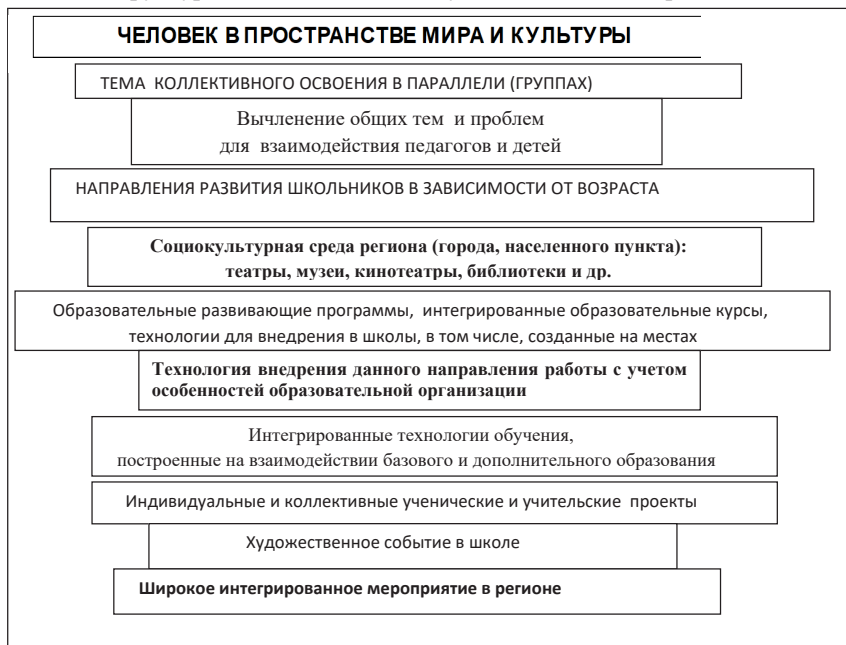 ЧЕЛОВЕК В ПРОСТРАНСТВЕ МИРА И КУЛЬТУРЫ
ТЕМА КОЛЛЕКТИВНОГО ОСВОЕНИЯ В ПАРАЛЛЕЛИ (ГРУППАХ)
Вычленение общих тем и проблем
для взаимодействия педагогов и детей
НАПРАВЛЕНИЯ РАЗВИТИЯ ШКОЛЬНИКОВ В ЗАВИСИМОСТИ ОТ ВОЗРАСТА
Социокультурная среда региона (города, населенного пункта):
театры, музеи, кинотеатры, библиотеки и др.
Образовательные развивающие программы, интегрированные образовательные курсы,
технологии для внедрения в школы, в том числе, созданные на местах
Технология внедрения данного направления работы с учетом
особенностей образовательной организации
Интегрированные технологии обучения,
построенные на взаимодействии базового и дополнительного образования
Индивидуальные и коллективные ученические и учительские проекты
Художественное событие в школе
Широкое интегрированное мероприятие в регионе